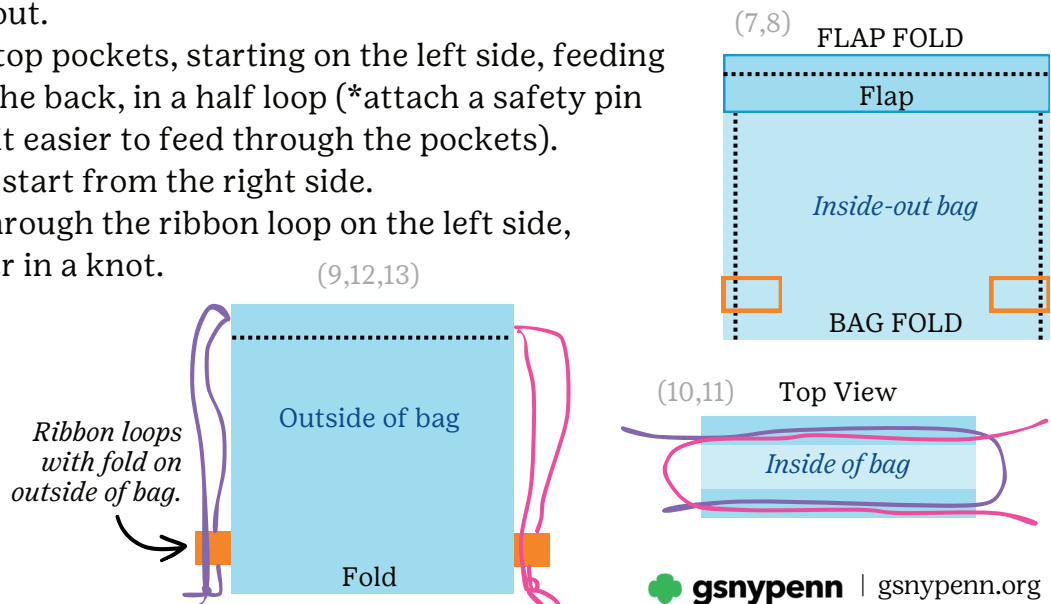 out.
top pockets, starting on the left side, feeding
he back, in a half loop (*attach a safety pin
it easier to feed through the pockets).
start from the right side.
rough the ribbon loop on the left side,
r in a knot.
(7,8)
FLAP FOLD
Flap
Inside-out bag
BAG FOLD
(9,12,13)
Outside of bag
Ribbon loops
with fold on
outside of bag.
Fold
(10,11)
Top View
Inside of bag
gsnypenn | gsnypenn.org